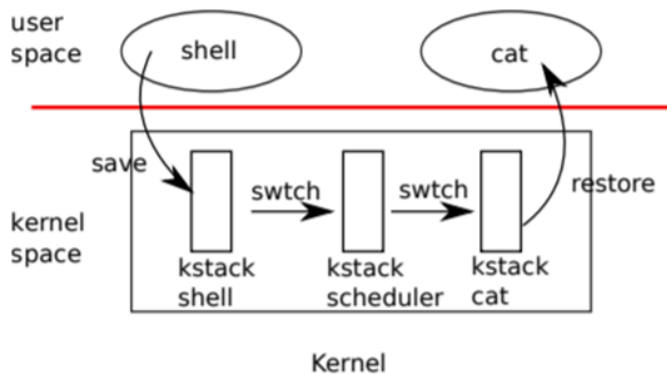 user
space
shell
cat
save
swtch
swtch
restore
kernel
space
kstack
shell
kstack
scheduler
kstack
cat
Kernel